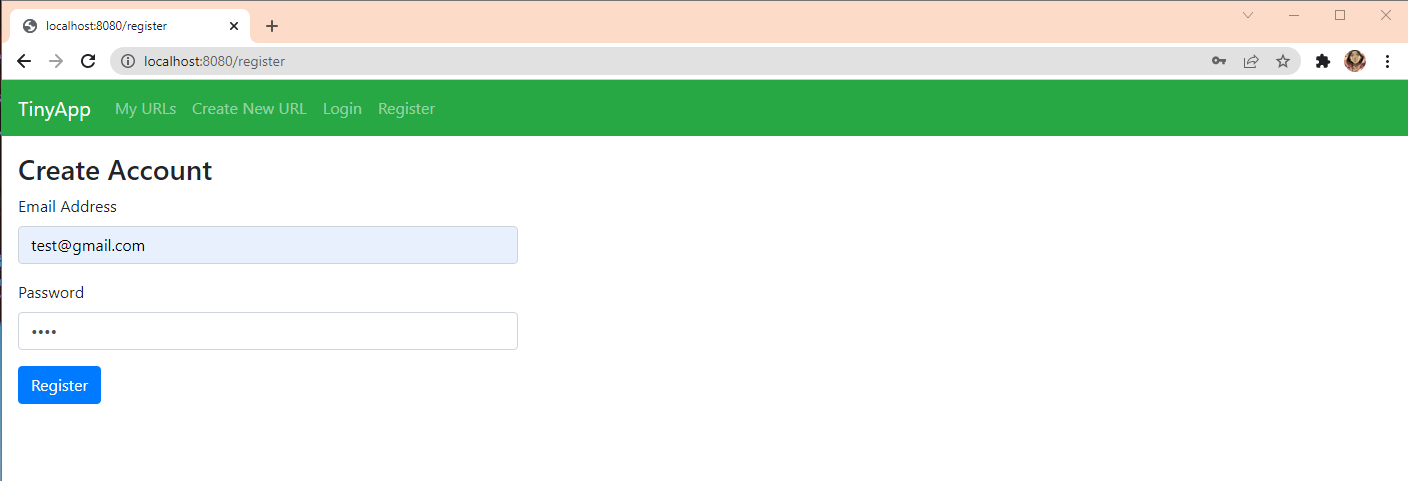 localhost:8080/register
localhost:8080/register
TinyApp My URLs Create New URL Login Register
Create Account
Email Address
test@gmail.com
Password
••••
Register